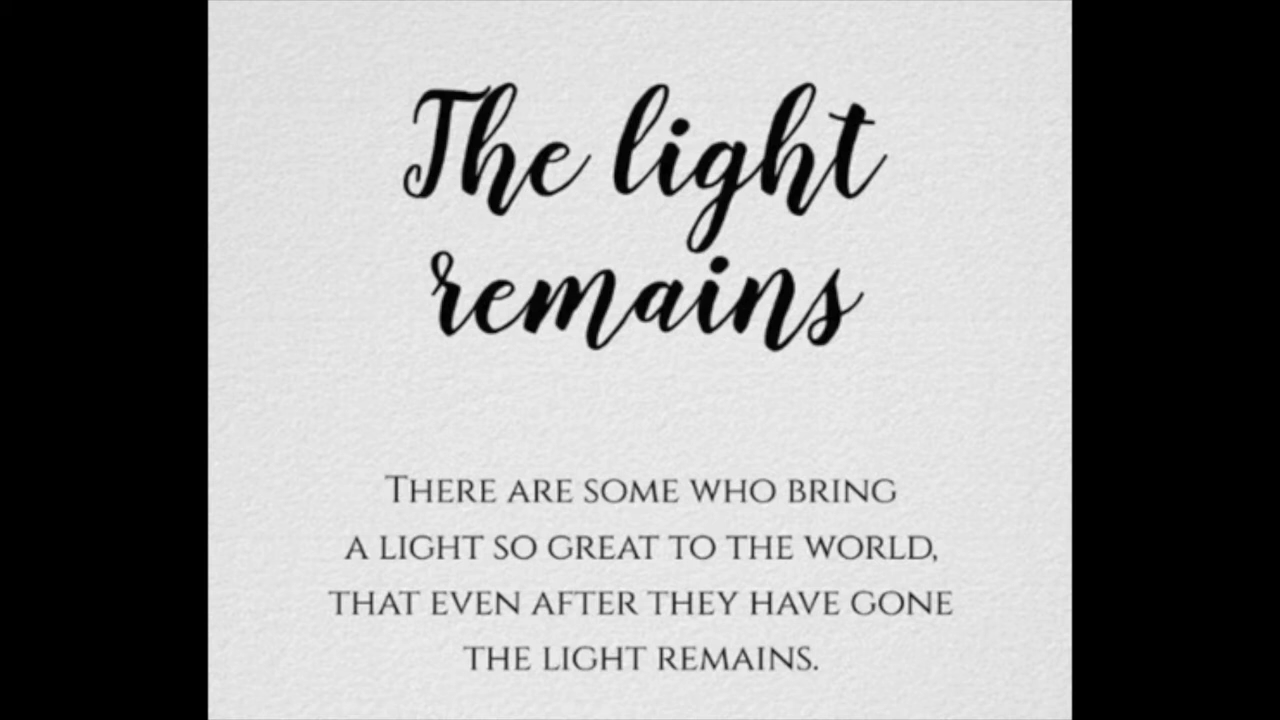 The light
remains
There are some who bring
a light so great to the world,
that even after they have gone
the light remains.